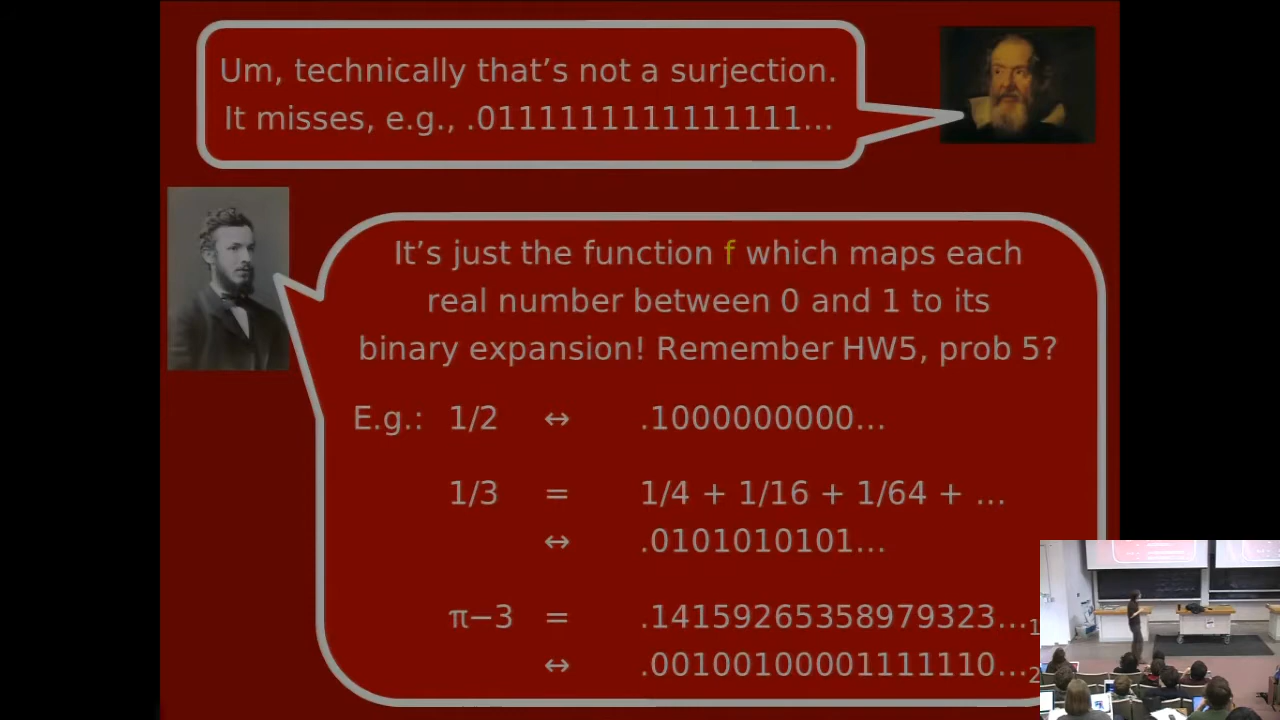 Um, technically that's not a surjection.
It misses, e.g., .0111111111111111...
It's just the function f which maps each
real number between 0 and 1 to its
binary expansion! Remember HW5, prob 5?
E.g.: 1/2 ↔ .1000000000...
1/3 = 1/4 + 1/16 + 1/64 + ...
↔ .0101010101...
π−3 = .14159265358979323...
↔ .00100100001111110...₂